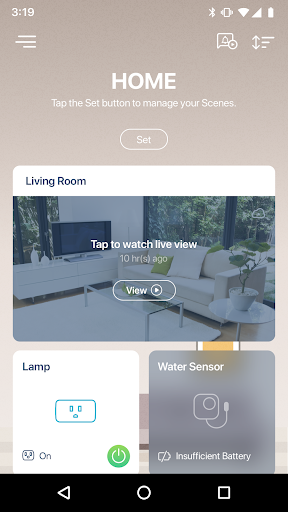 3:19
HOME
Tap the Set button to manage your Scenes.
Set
Living Room
Tap to watch live view
10 hr(s) ago
View
Lamp
Water Sensor
On
Insufficient Battery